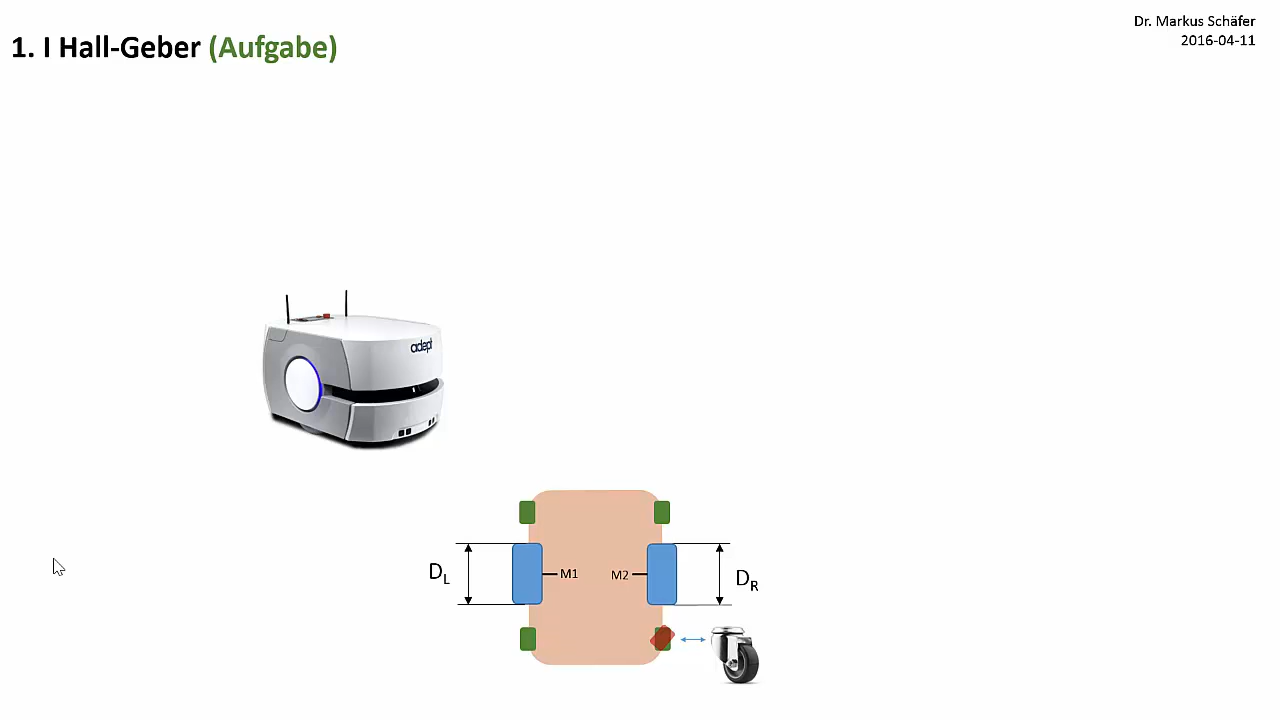 Dr. Markus Schäfer
2016-04-11
1. I Hall-Geber (Aufgabe)
adept
DL
M1
M2
DR